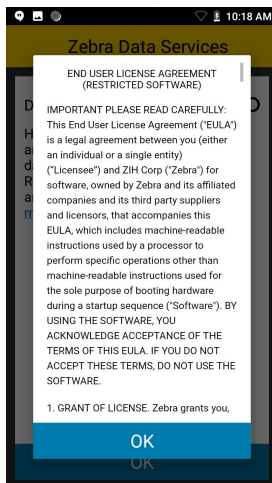 10:18 AM
Zebra Data Services
END USER LICENSE AGREEMENT
(RESTRICTED SOFTWARE)
IMPORTANT PLEASE READ CAREFULLY:
This End User License Agreement ("EULA")
is a legal agreement between you (either
an individual or a single entity)
("Licensee") and ZIH Corp ("Zebra") for
software, owned by Zebra and its affiliated
companies and its third party suppliers
and licensors, that accompanies this
EULA, which includes machine-readable
instructions used by a processor to
perform specific operations other than
machine-readable instructions used for
the sole purpose of booting hardware
during a startup sequence ("Software"). BY
USING THE SOFTWARE, YOU
ACKNOWLEDGE ACCEPTANCE OF THE
TERMS OF THIS EULA. IF YOU DO NOT
ACCEPT THESE TERMS, DO NOT USE THE
SOFTWARE.
1. GRANT OF LICENSE. Zebra grants you,
OK
OK